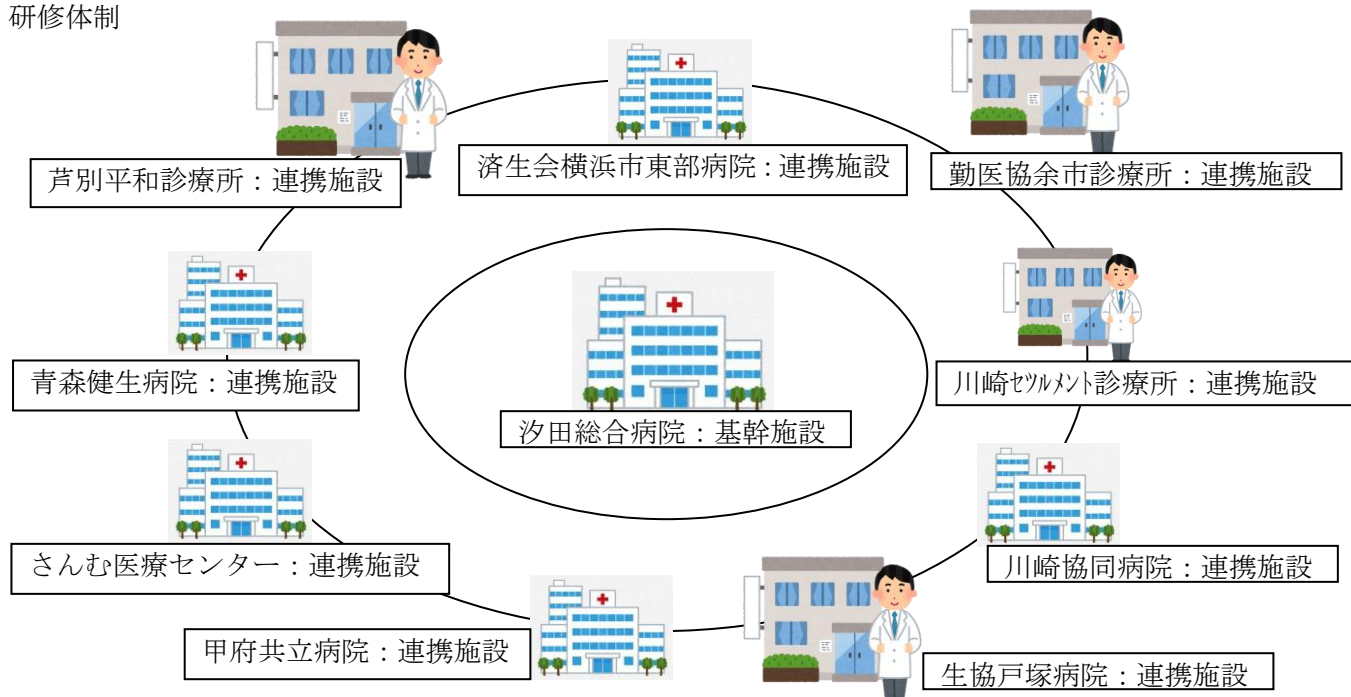 研修体制
芦別平和診療所：連携施設
済生会横浜市東部病院：連携施設
勤医協余市診療所：連携施設
青森健生病院：連携施設
汐田総合病院：基幹施設
川崎ｾﾂﾙﾒﾝﾄ診療所：連携施設
さんむ医療センター：連携施設
川崎協同病院：連携施設
甲府共立病院：連携施設
生協戸塚病院：連携施設